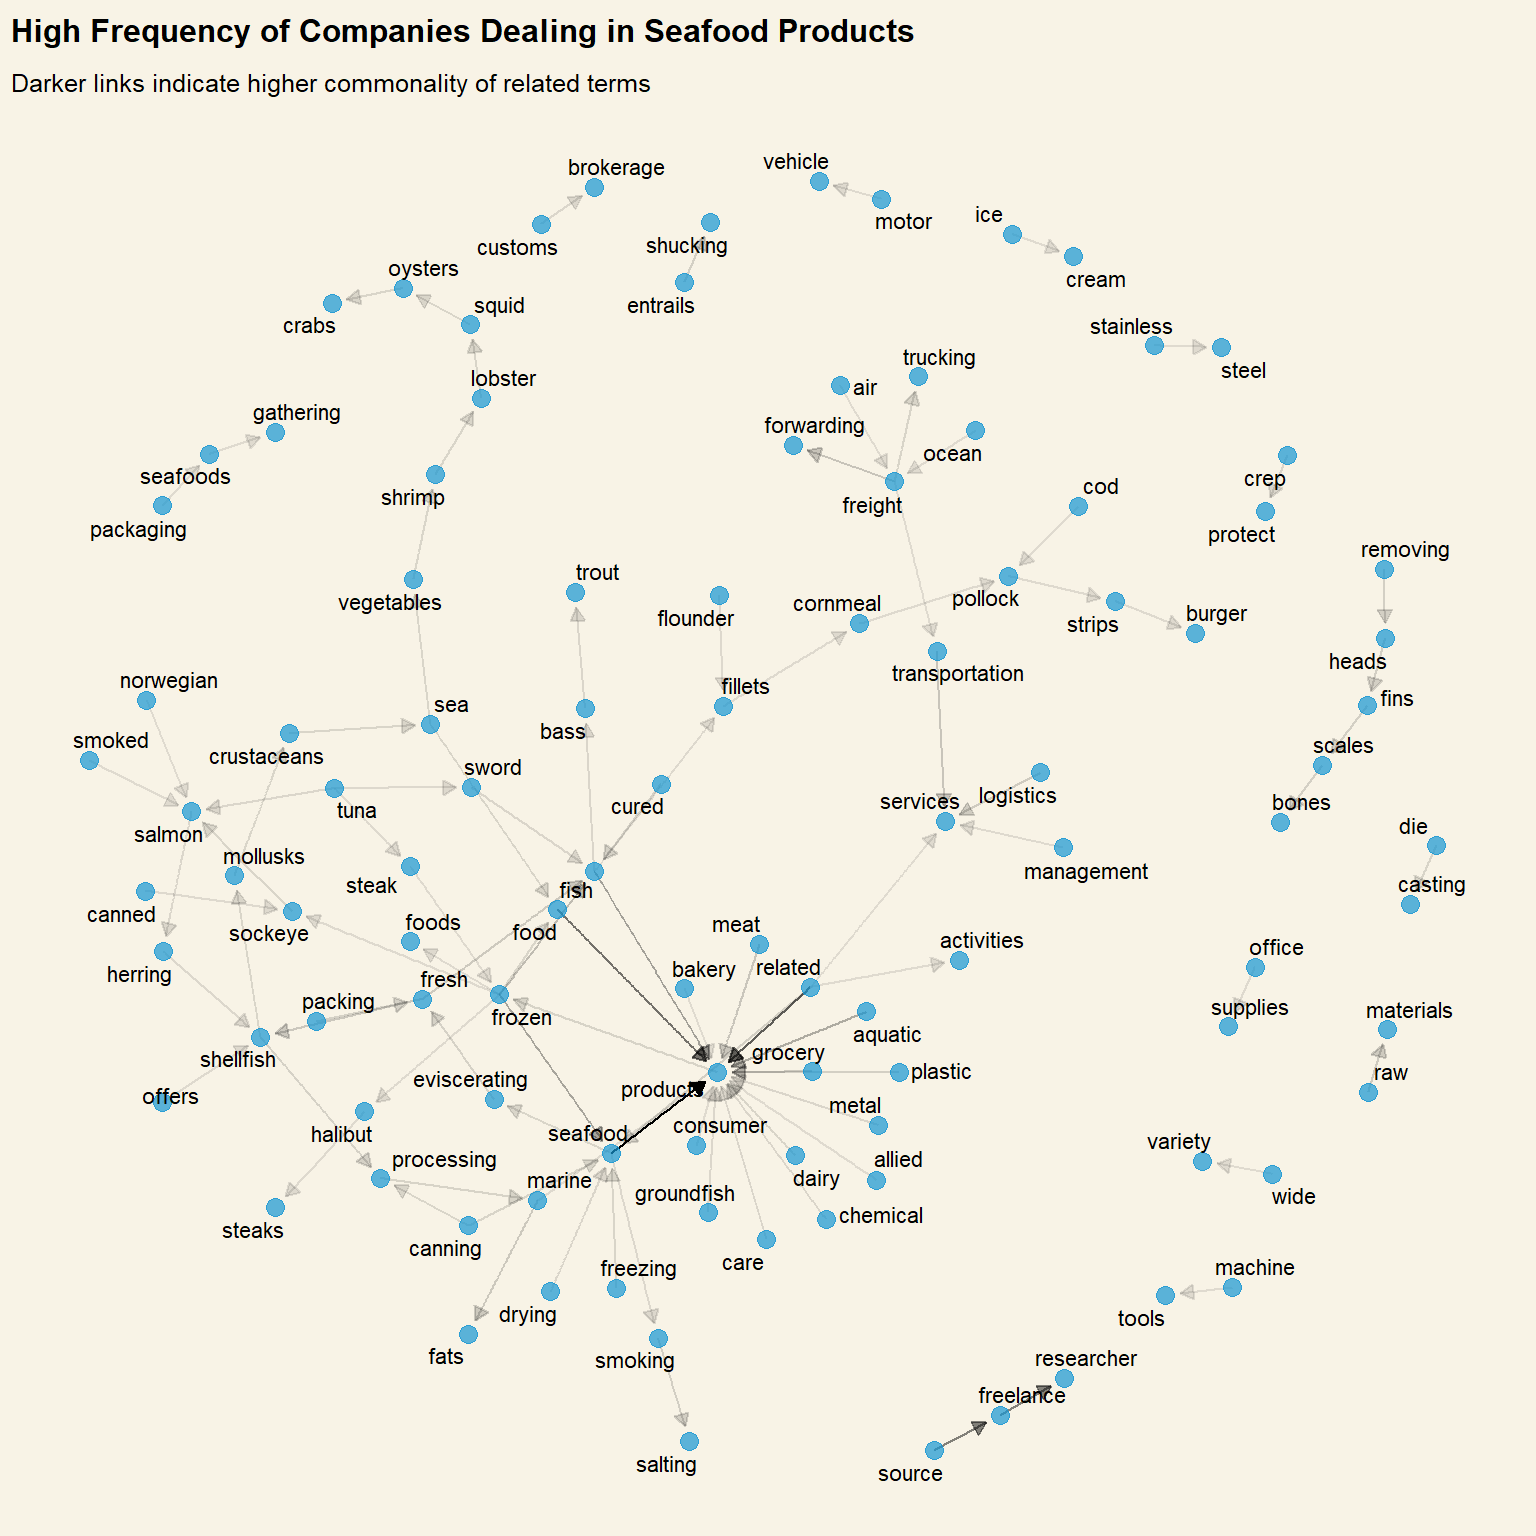 High Frequency of Companies Dealing in Seafood Products
Darker links indicate higher commonality of related terms
brokerage
vehicle
customs
motor
ice
shucking
oysters
cream
entrails
squid
crabs
stainless
steel
trucking
lobster
air
gathering
forwarding
ocean
seafoods
crep
cod
shrimp
freight
packaging
protect
removing
trout
vegetables
pollock
cornmeal
flounder
strips
burger
heads
norwegian
transportation
fillets
fins
sea
bass
smoked
crustaceans
scales
sword
logistics
services
cured
tuna
bones
salmon
die
mollusks
management
steak
casting
fish
canned
foods
meat
sockeye
food
activities
office
herring
bakery
related
fresh
packing
supplies
materials
frozen
aquatic
grocery
shellfish
plastic
raw
eviscerating
products
offers
metal
consumer
halibut
seafood
variety
processing
allied
marine
dairy
groundfish
wide
steaks
chemical
canning
care
freezing
machine
drying
tools
fats
smoking
researcher
freelance
salting
source